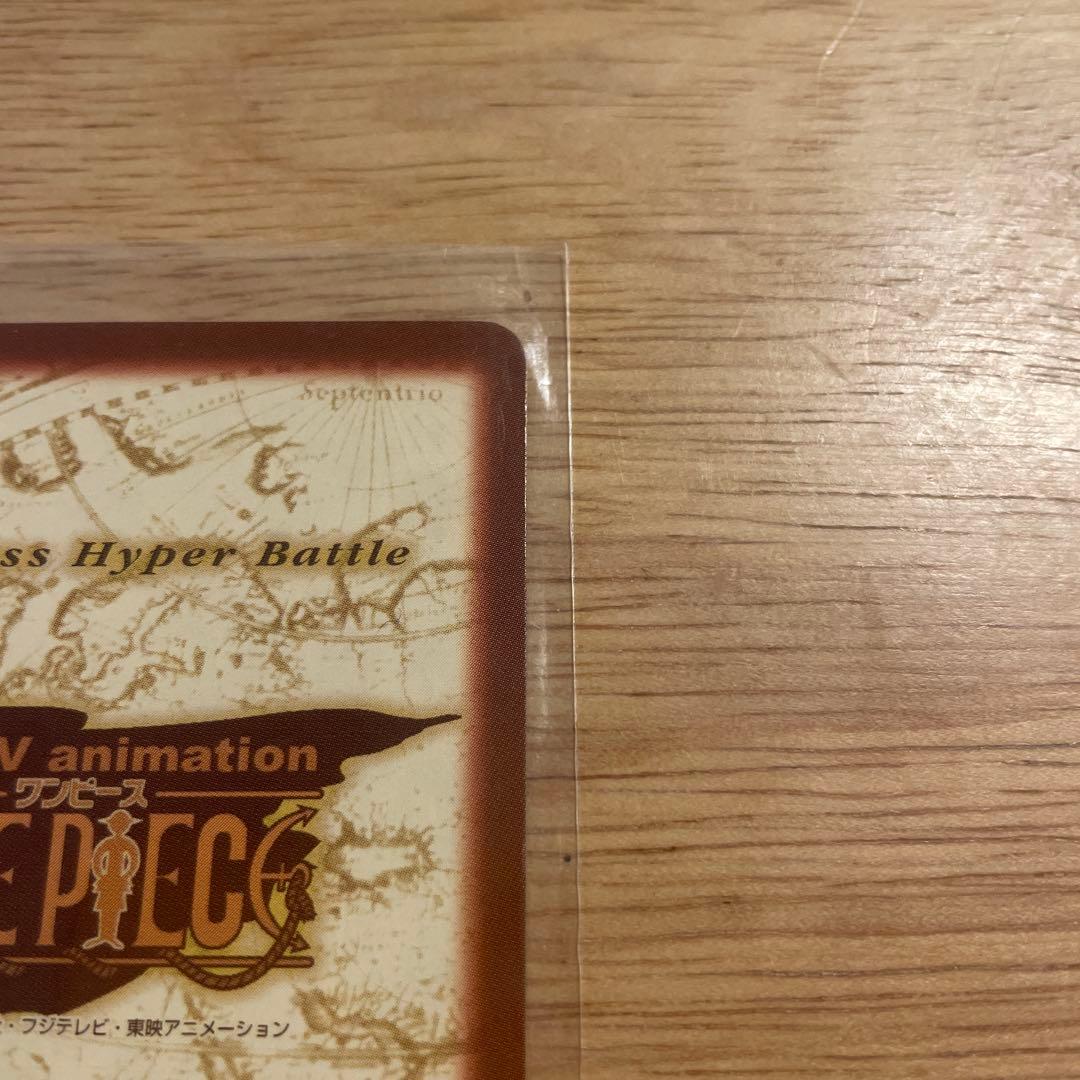 Septentrio
ss Hyper Battle
V animation
ワンピース
E PIECE
・フジテレビ・東映アニメーション